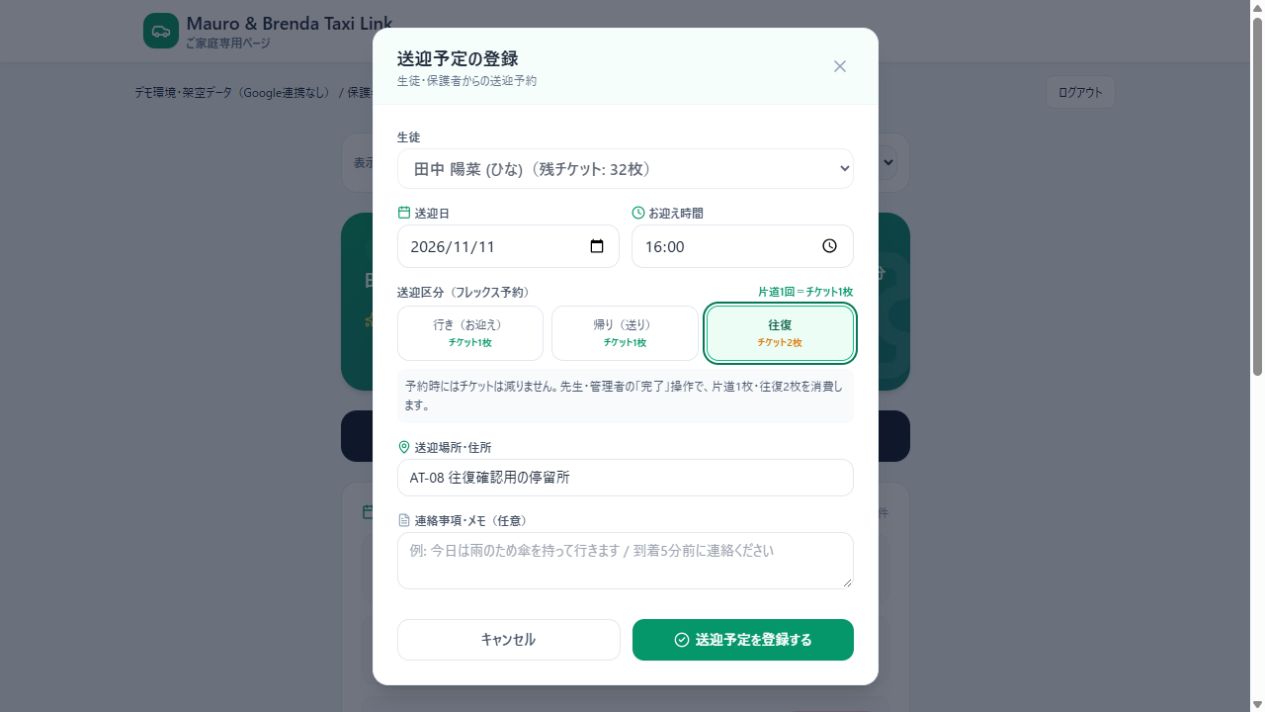 Mauro & Brenda Taxi Link
ご家庭専用ページ
デモ環境・架空データ（Google連携なし） / 保護
ログアウト
送迎予定の登録
生徒・保護者からの送迎予約
表示
生徒
田中 陽菜 (ひな)（残チケット: 32枚）
送迎日
お迎え時間
2026/11/11
16:00
送迎区分（フレックス予約）
片道1回＝チケット1枚
行き（お迎え）
チケット1枚
帰り（送り）
チケット1枚
往復
チケット2枚
予約時にはチケットは減りません。先生・管理者の「完了」操作で、片道1枚・往復2枚を消費し
ます。
送迎場所・住所
AT-08 往復確認用の停留所
連絡事項・メモ（任意）
例: 今日は雨のため傘を持って行きます / 到着5分前に連絡ください
件
キャンセル
送迎予定を登録する